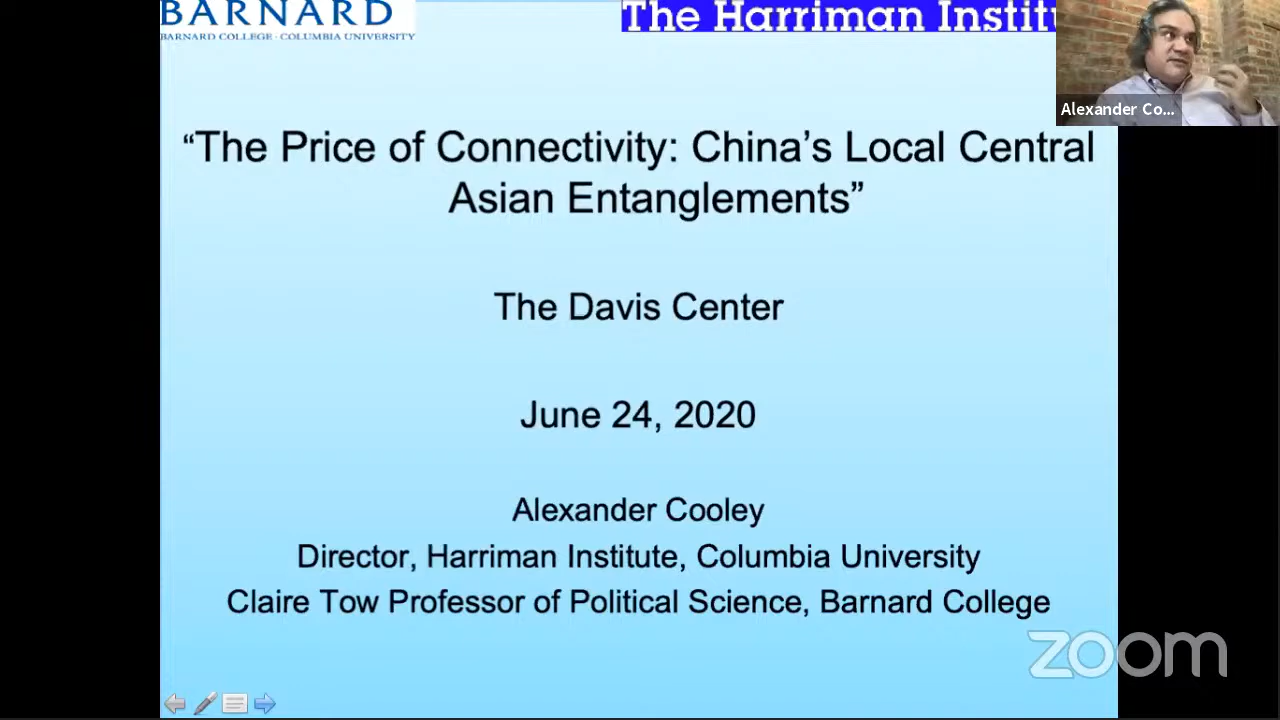 BARNARD
BARNARD COLLEGE · COLUMBIA UNIVERSITY
The Harriman Institu
Alexander Co...
“The Price of Connectivity: China’s Local Central
Asian Entanglements”
The Davis Center
June 24, 2020
Alexander Cooley
Director, Harriman Institute, Columbia University
Claire Tow Professor of Political Science, Barnard College
zoom